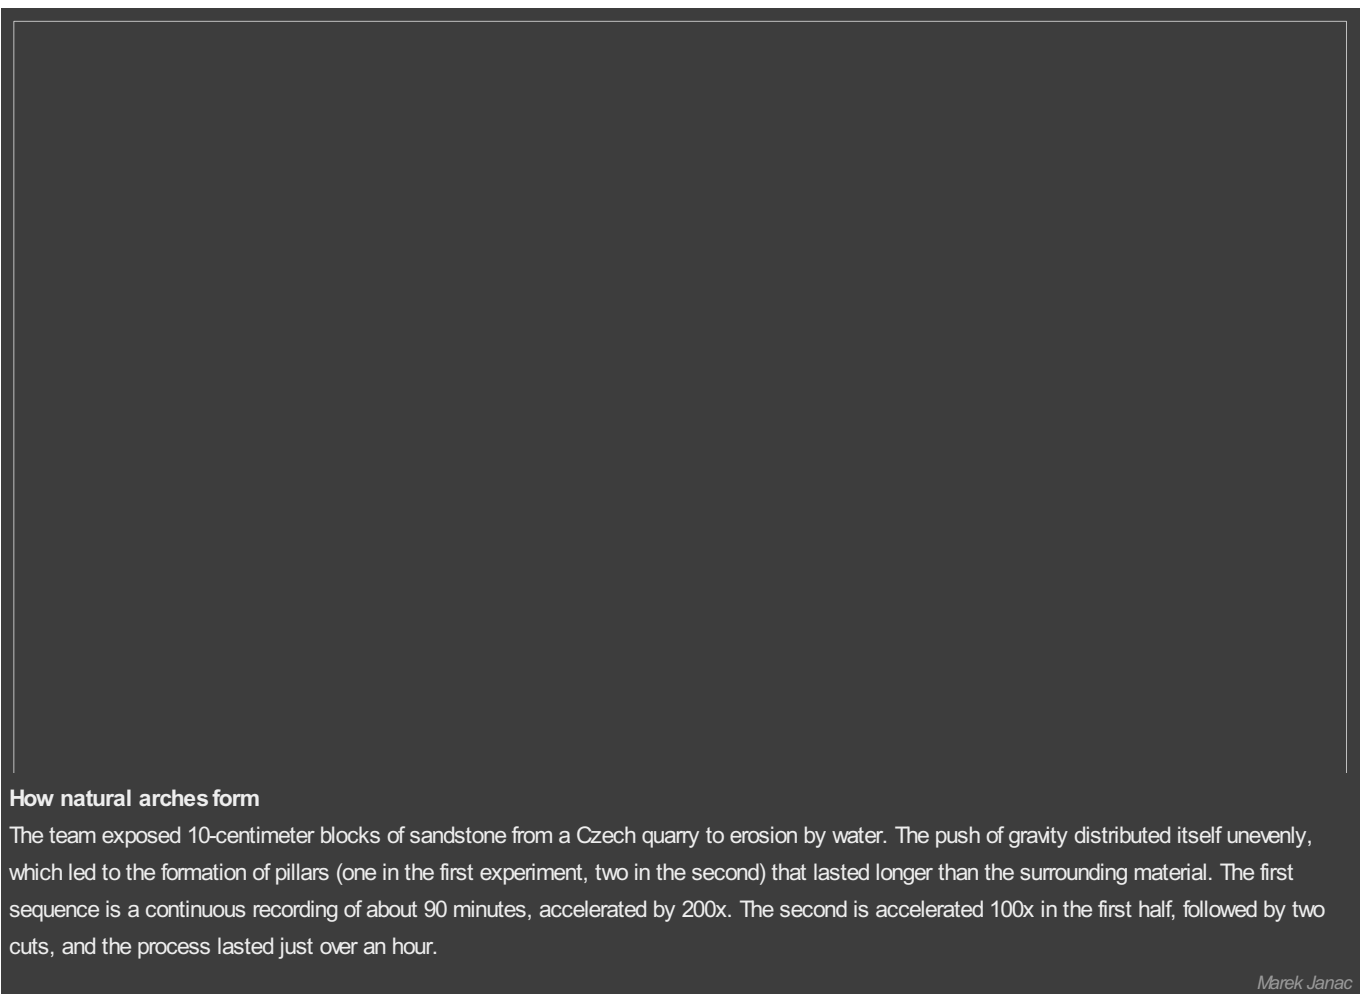 How natural arches form
The team exposed 10-centimeter blocks of sandstone from a Czech quarry to erosion by water. The push of gravity distributed itself unevenly,
which led to the formation of pillars (one in the first experiment, two in the second) that lasted longer than the surrounding material. The first
sequence is a continuous recording of about 90 minutes, accelerated by 200x. The second is accelerated 100x in the first half, followed by two
cuts, and the process lasted just over an hour.
Marek Janac